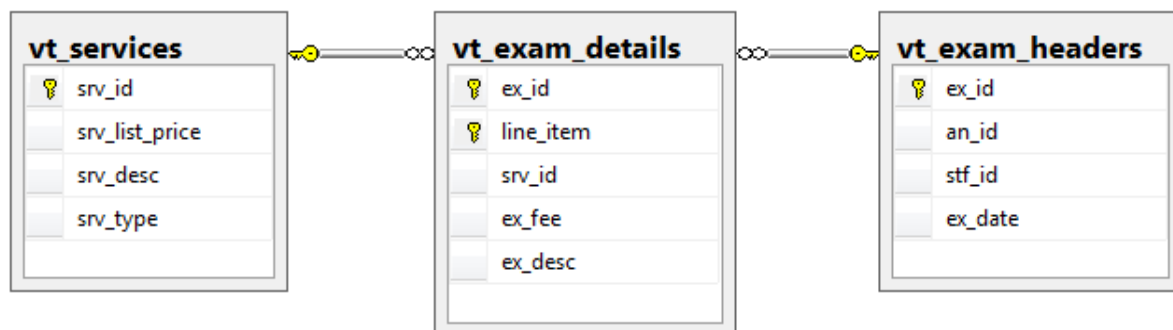 vt_services
srv_id
srv_list_price
srv_desc
srv_type
vt_exam_details
ex_id
line_item
srv_id
ex_fee
ex_desc
vt_exam_headers
ex_id
an_id
stf_id
ex_date